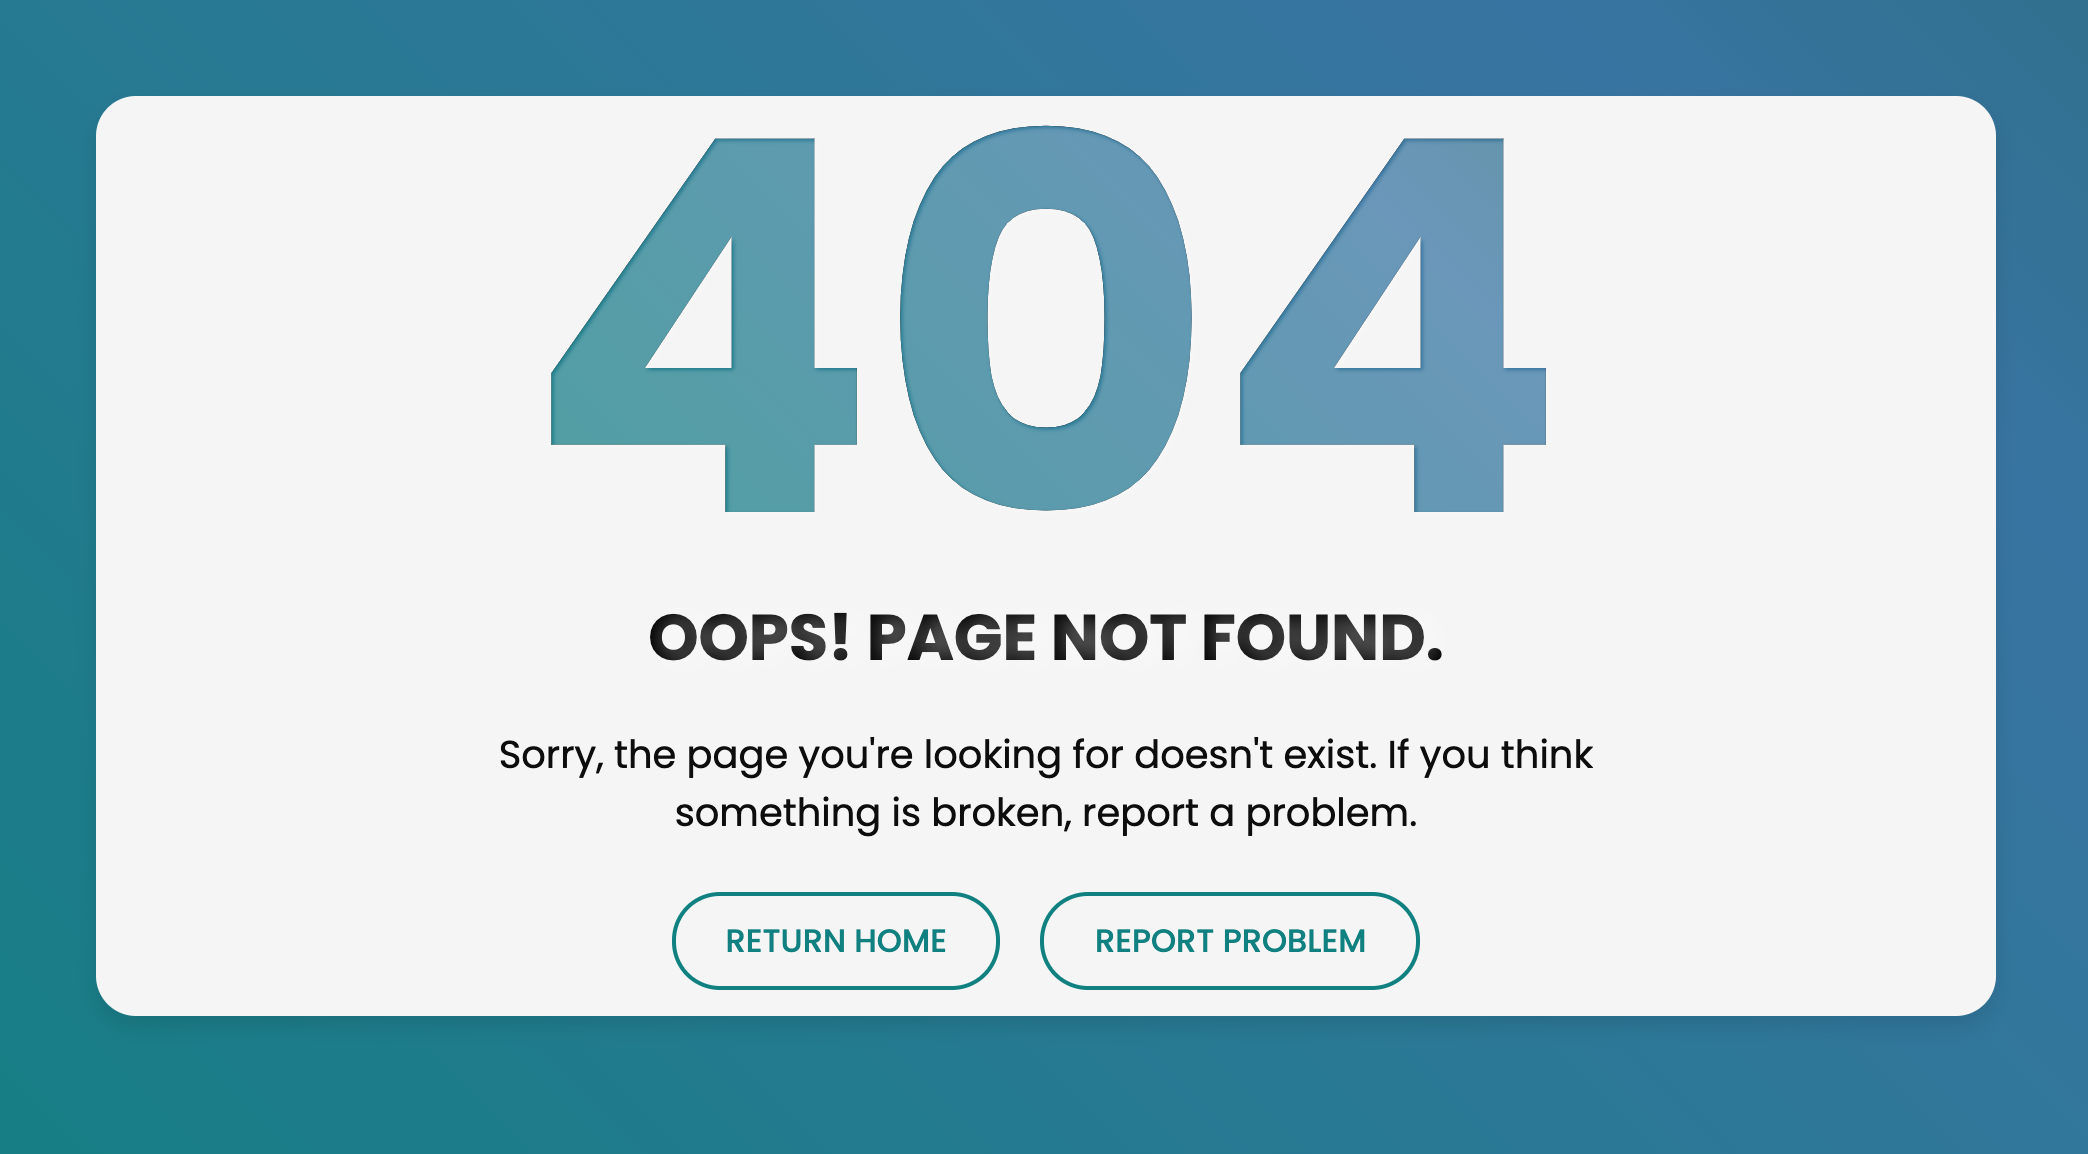 404
OOPS! PAGE NOT FOUND.
Sorry, the page you're looking for doesn't exist. If you think
something is broken, report a problem.
RETURN HOME
REPORT PROBLEM